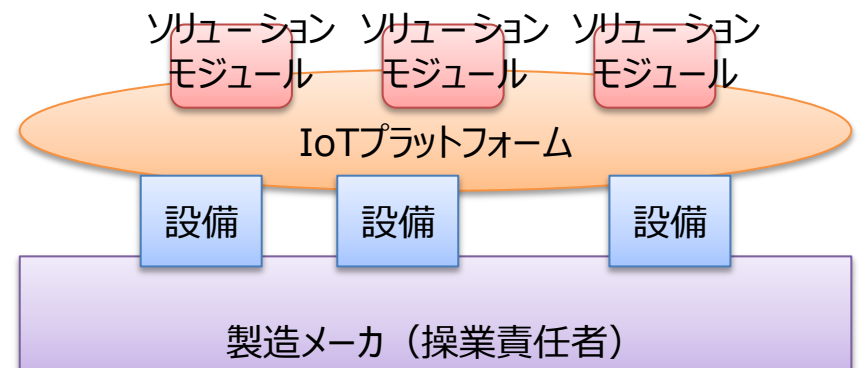 ソリューション ソリューション ソリューション
モジュール モジュール モジュール
IoTプラットフォーム
設備 設備 設備
製造メーカ（操業責任者）